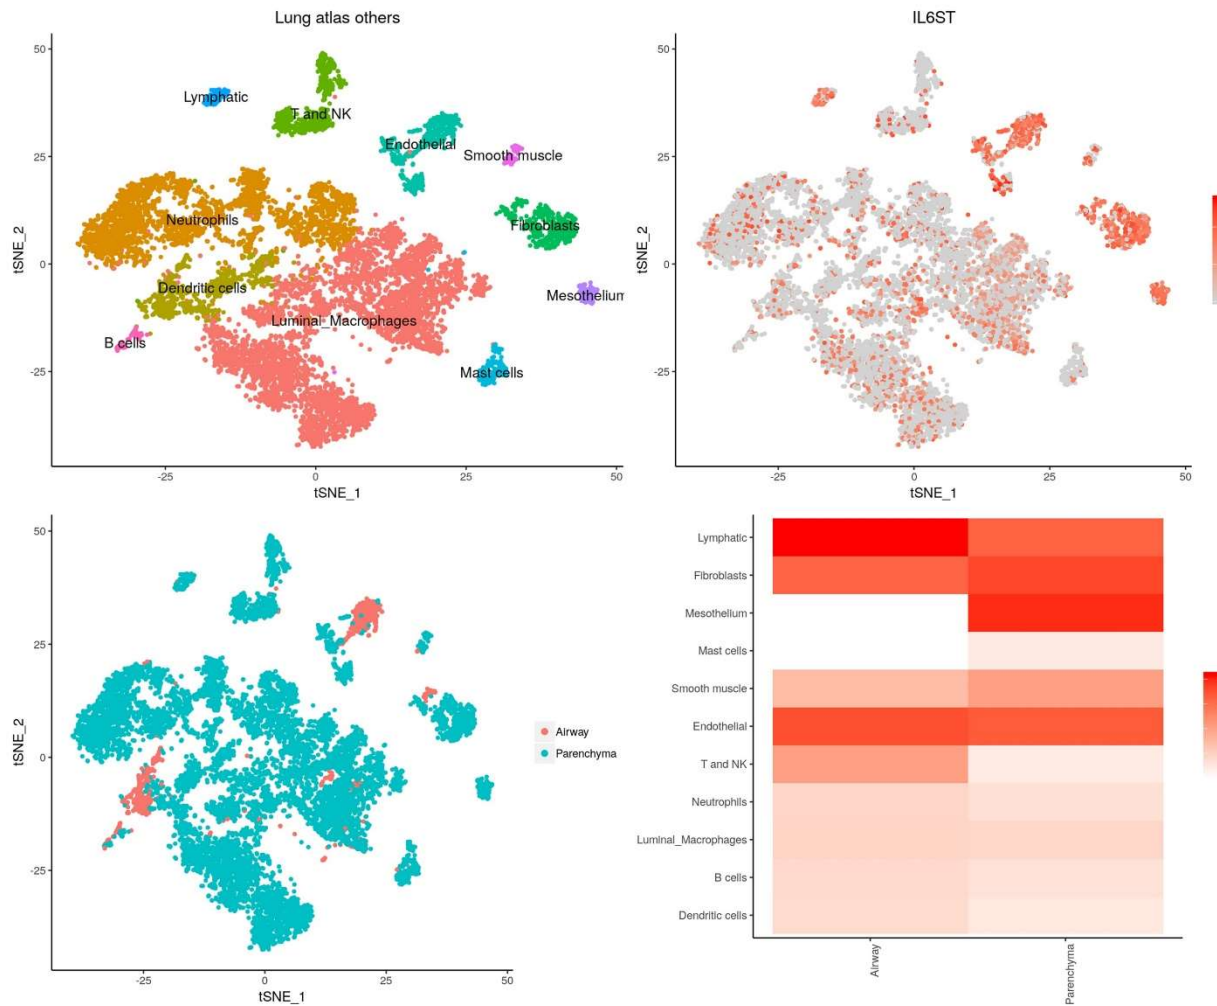 Lung atlas others
50
25
0
-25
tSNE_2
Lymphatic
T and NK
Endothelial
Smooth muscle
Neutrophils
Fibroblasts
Dendritic cells
Mesothelium
Luminal_Macrophages
B cells
Mast cells
-25
0
25
50
tSNE_1
IL6ST
50
25
0
-25
tSNE_2
-25
0
25
50
tSNE_1
50
25
0
-25
tSNE_2
-25
0
25
50
tSNE_1
Airway
Parenchyma
Lymphatic
Fibroblasts
Mesothelium
Mast cells
Smooth muscle
Endothelial
T and NK
Neutrophils
Luminal_Macrophages
B cells
Dendritic cells
Airway
Parenchyma